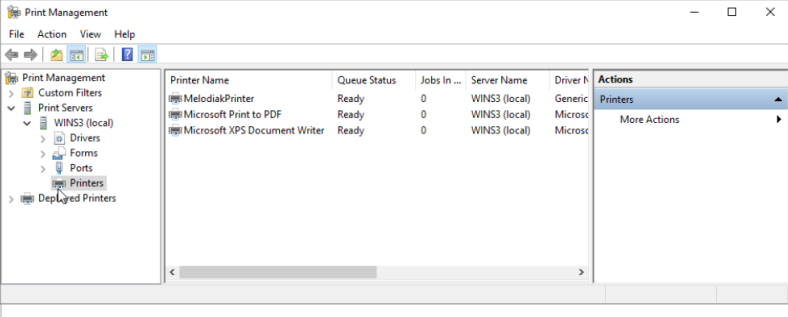 Print Management
File Action View Help
Print Management
Custom Filters
Print Servers
WINS3 (local)
Drivers
Forms
Ports
Printers
Deployed Printers
Printer Name Queue Status Jobs In ... Server Name Driver N
MelodiakPrinter Ready 0 WINS3 (local) Generic
Microsoft Print to PDF Ready 0 WINS3 (local) Microsc
Microsoft XPS Document Writer Ready 0 WINS3 (local) Microsc
Actions
Printers
More Actions